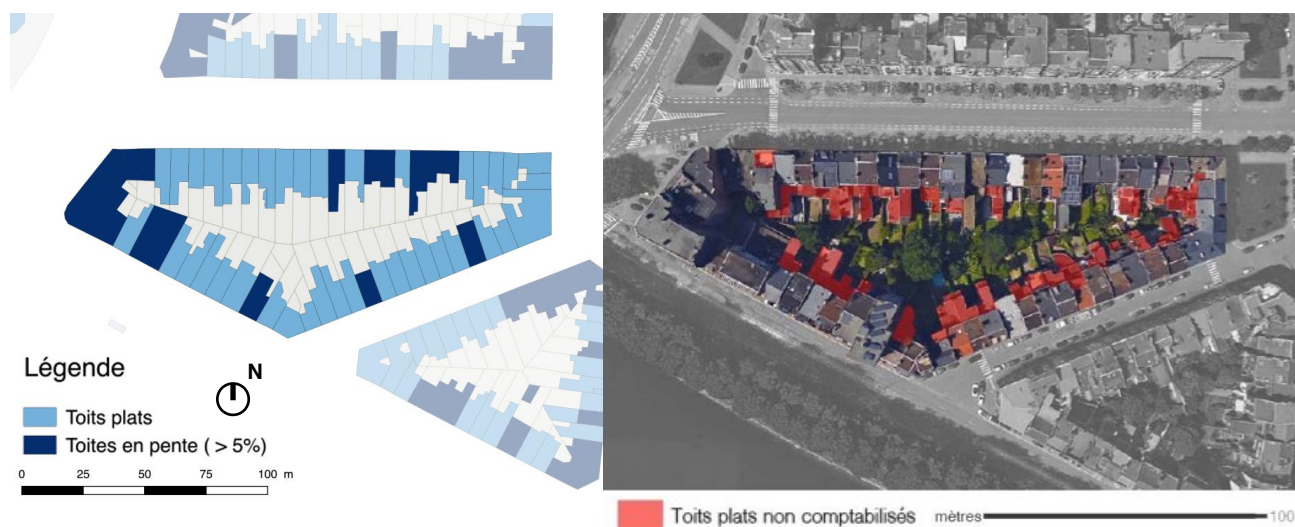 N
Légende
Toits plats
Toites en pente ( > 5%)
0 25 50 75 100 m
Toits plats non comptabilisés mètres 100